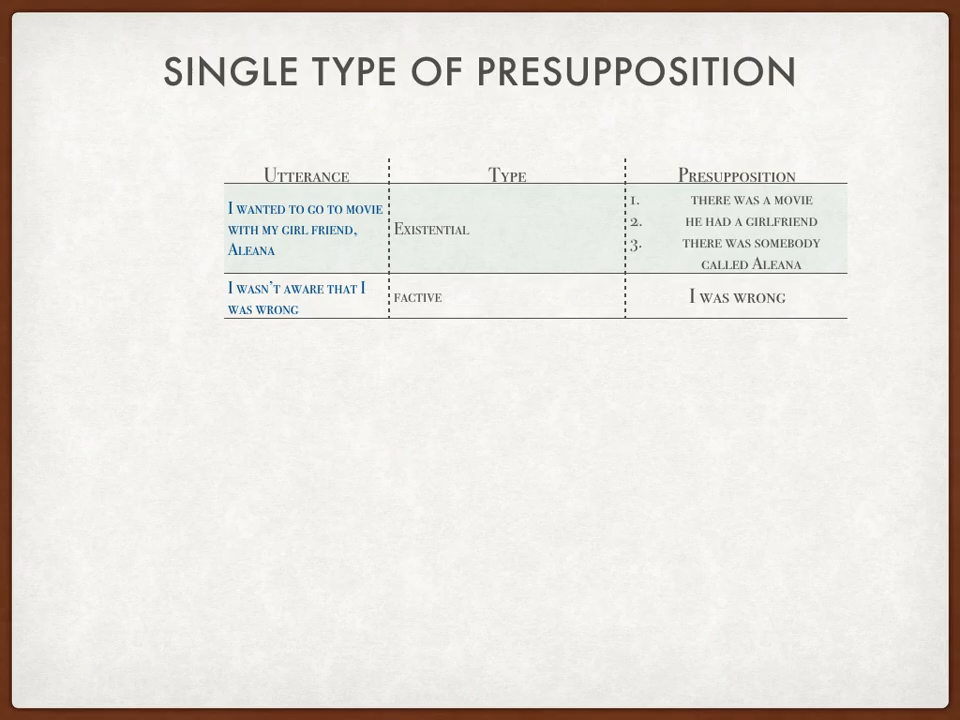 SINGLE TYPE OF PRESUPPOSITION
Utterance Type Presupposition
I wanted to go to movie
with my girl friend,
Aleana
Existential
1. there was a movie
2. he had a girlfriend
3. there was somebody
called Aleana
I wasn't aware that I
was wrong
factive
I was wrong